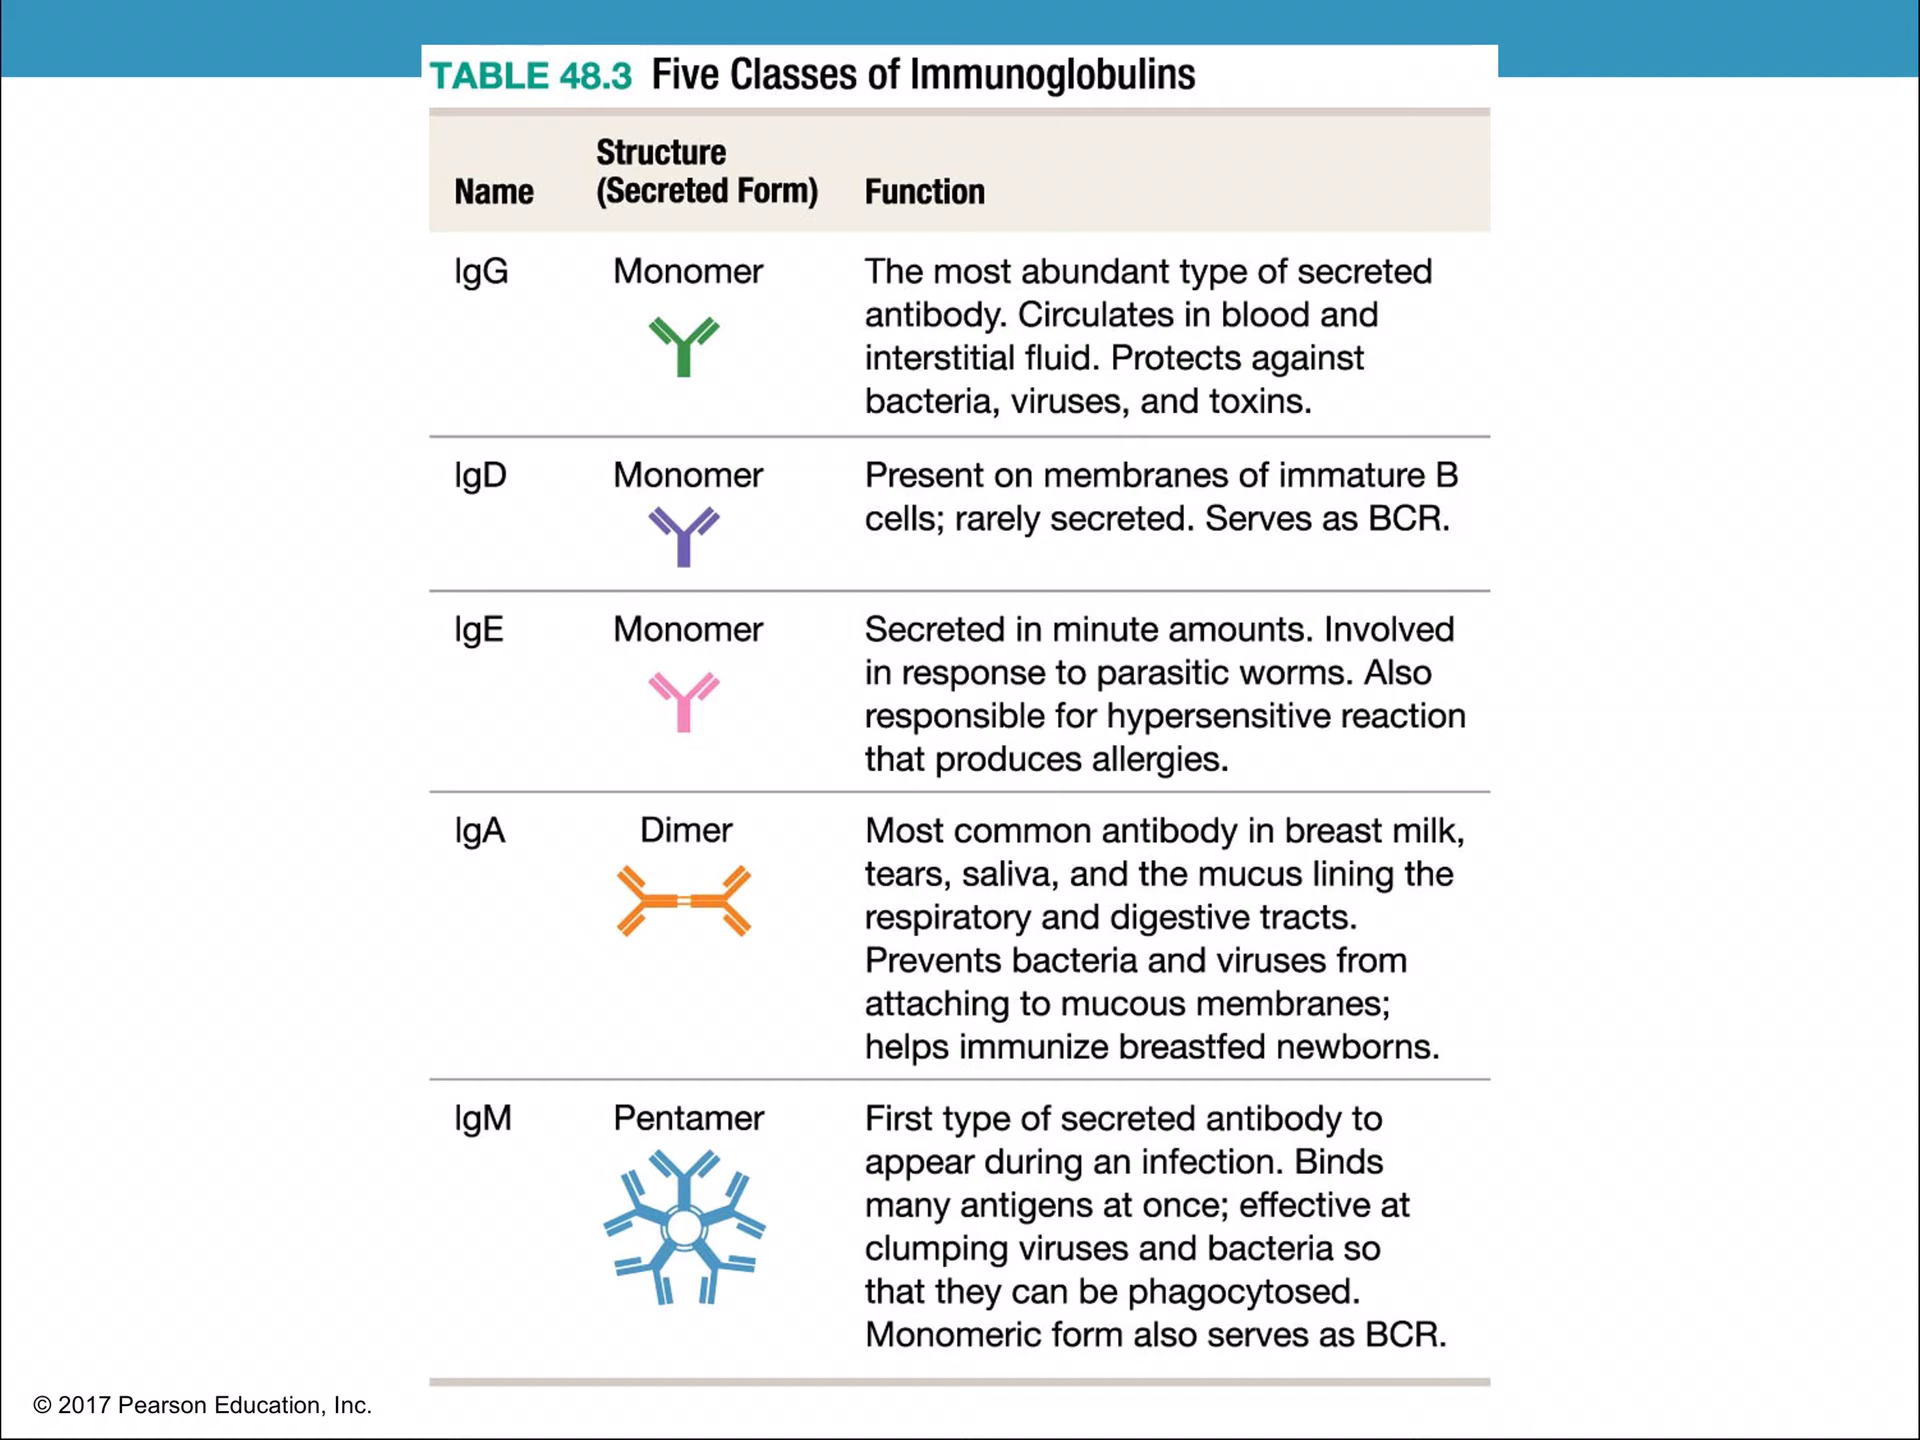 TABLE 48.3 Five Classes of Immunoglobulins
Name
Structure
(Secreted Form)
Function
IgG
Monomer
The most abundant type of secreted
antibody. Circulates in blood and
interstitial fluid. Protects against
bacteria, viruses, and toxins.
IgD
Monomer
Present on membranes of immature B
cells; rarely secreted. Serves as BCR.
IgE
Monomer
Secreted in minute amounts. Involved
in response to parasitic worms. Also
responsible for hypersensitive reaction
that produces allergies.
IgA
Dimer
Most common antibody in breast milk,
tears, saliva, and the mucus lining the
respiratory and digestive tracts.
Prevents bacteria and viruses from
attaching to mucous membranes;
helps immunize breastfed newborns.
IgM
Pentamer
First type of secreted antibody to
appear during an infection. Binds
many antigens at once; effective at
clumping viruses and bacteria so
that they can be phagocytosed.
Monomeric form also serves as BCR.
© 2017 Pearson Education, Inc.